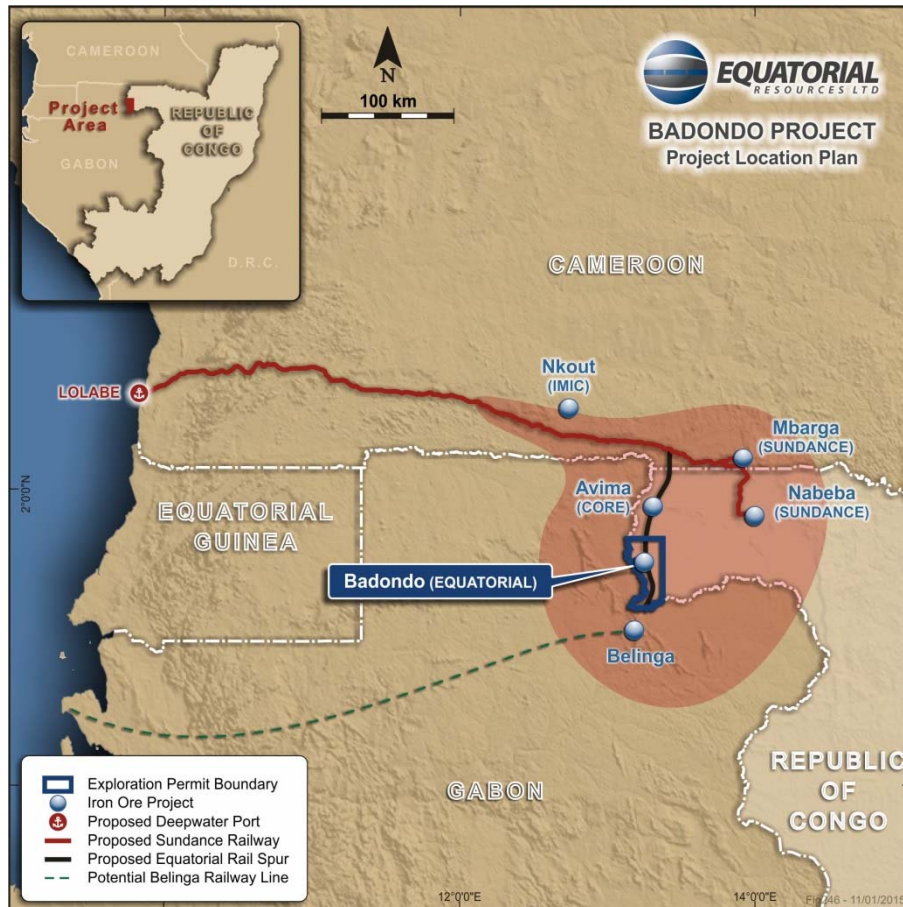 CAMEROON
Project
Area
REPUBLIC
OF
CONGO
GABON
D.R.C.
N
100 km
EQUATORIAL
RESOURCES LTD
BADONDO PROJECT
Project Location Plan
CAMEROON
Nkout
(IMIC)
LOLABE
Mbarga
(SUNDANCE)
2°0'0"N
Avima
(CORE)
Nabeba
(SUNDANCE)
EQUATORIAL
GUINEA
Badondo (EQUATORIAL)
Belinga
REPUBLIC
OF
CONGO
GABON
Exploration Permit Boundary
Iron Ore Project
Proposed Deepwater Port
Proposed Sundance Railway
Proposed Equatorial Rail Spur
Potential Belinga Railway Line
12°0'0"E
14°0'0"E
11/01/2015